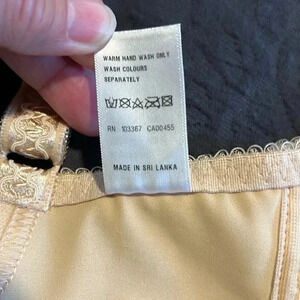 WARM HAND WASH ONLY
WASH COLOURS
SEPARATELY
RN 103367 CA00455
MADE IN SRI LANKA